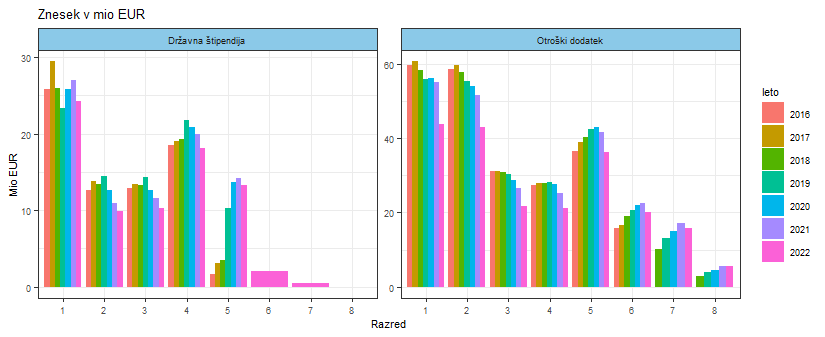 Znesek v mio EUR
Državna štipendija
Otroški dodatek
30
20
10
0
60
40
20
0
Mio EUR
1 2 3 4 5 6 7 8
1 2 3 4 5 6 7 8
Razred
leto
2016
2017
2018
2019
2020
2021
2022